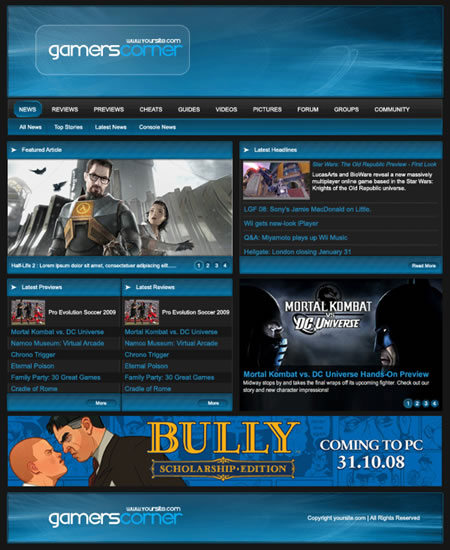 www.yoursite.com
gamerscorner
NEWS REVIEWS PREVIEWS CHEATS GUIDES VIDEOS PICTURES FORUM GROUPS COMMUNITY
All News Top Stories Latest News Console News
Featured Article
Half-Life 2 : Lorem ipsum dolor sit amet, consectetuer adipiscing elit.....
1 2 3 4
Latest Headlines
Star Wars: The Old Republic Preview - First Look
LucasArts and BioWare reveal a new massively
multiplayer online game based in the Star Wars:
Knights of the Old Republic universe.
LGF 08: Sony's Jamie MacDonald on Little.
Wii gets new-look iPlayer
Q&A: Miyamoto plays up Wii Music
Hellgate: London closing January 31
Read More
Latest Previews
Pro Evolution Soccer 2009
Mortal Kombat vs. DC Universe
Namco Museum: Virtual Arcade
Chrono Trigger
Eternal Poison
Family Party: 30 Great Games
Cradle of Rome
More
Latest Reviews
Pro Evolution Soccer 2009
Mortal Kombat vs. DC Universe
Namco Museum: Virtual Arcade
Chrono Trigger
Eternal Poison
Family Party: 30 Great Games
Cradle of Rome
More
MORTAL KOMBAT
VS.
DC UNIVERSE
Mortal Kombat vs. DC Universe Hands-On Preview
Midway stops by and takes the final wraps off its upcoming fighter. Check out our
story and new character impressions!
1 2 3 4
BULLY
SCHOLARSHIP·EDITION
COMING TO PC
31.10.08
www.yoursite.com
gamerscorner
Copyright yoursite.com | All Rights Reserved